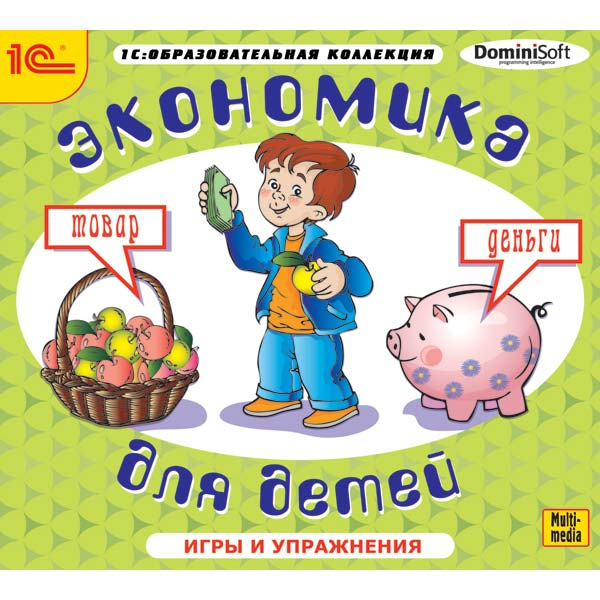 1С®
1С:ОБРАЗОВАТЕЛЬНАЯ КОЛЛЕКЦИЯ
DominiSoft
programming intelligence
ЭКОНОМИКА
товар
деньги
для детей
ИГРЫ И УПРАЖНЕНИЯ
Multi-
media